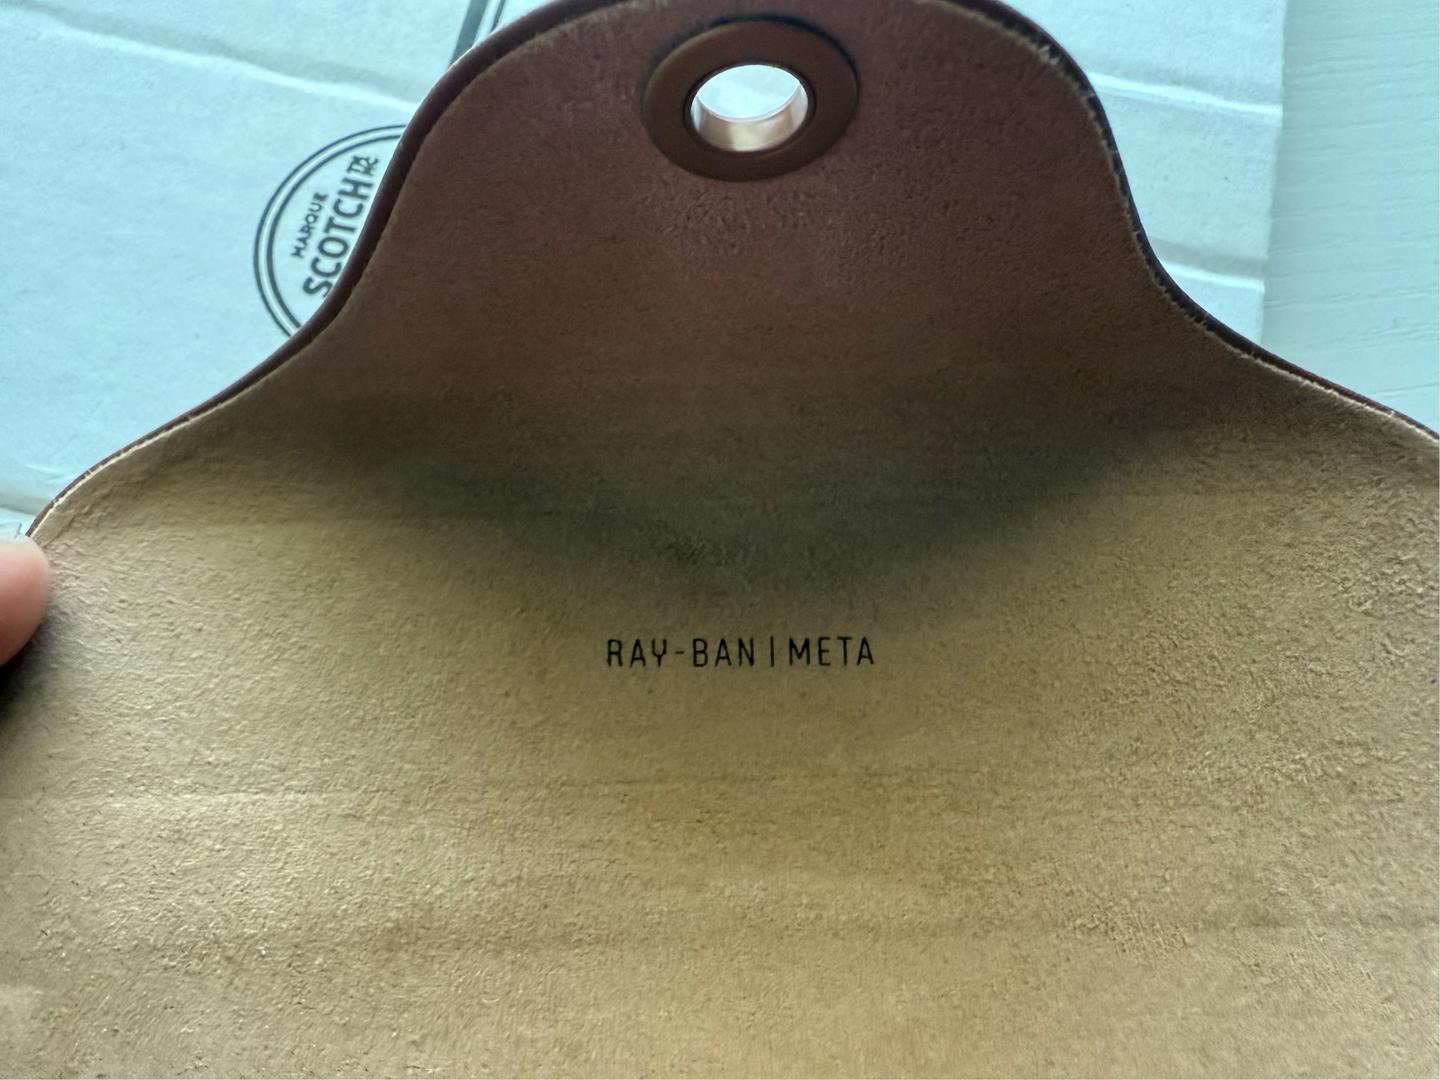 MARQUE
SCOTCH
RAY-BAN | META